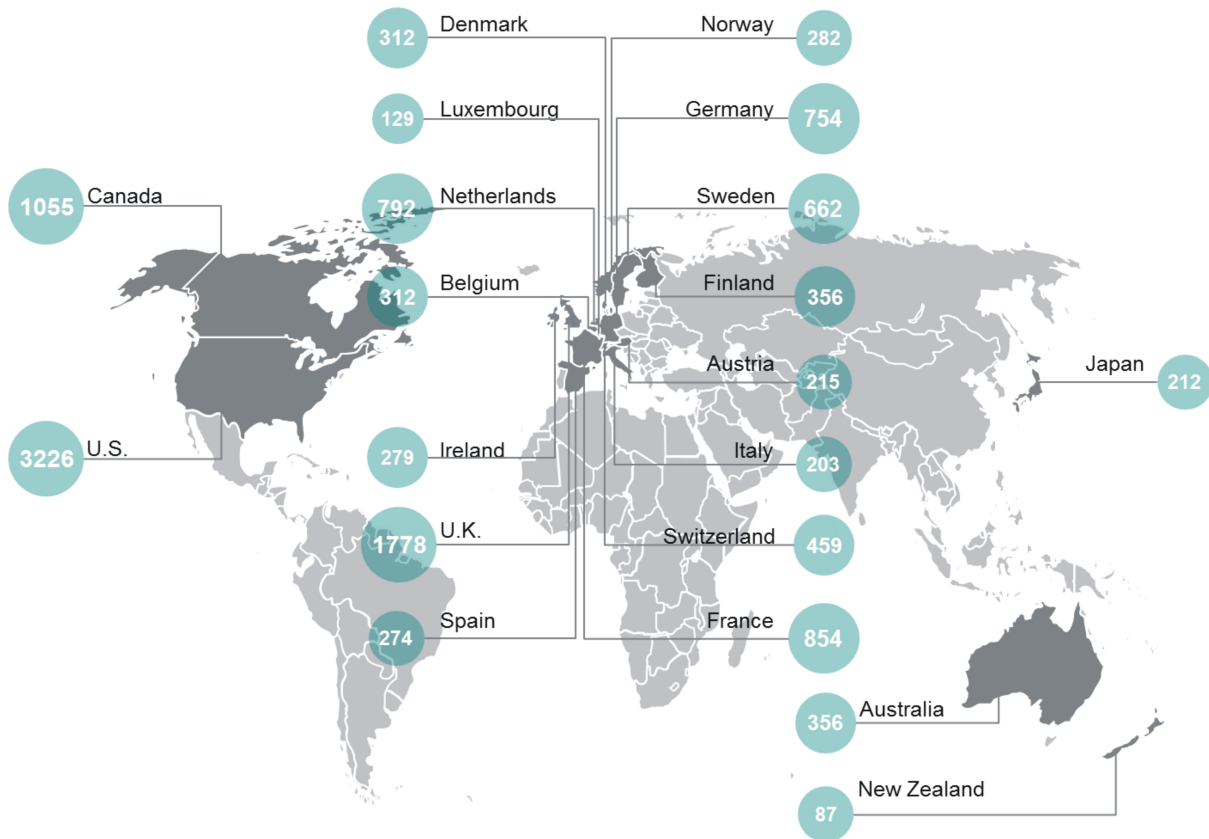 312 Denmark
Norway 282
129 Luxembourg
Germany 754
1055 Canada
792 Netherlands
Sweden 662
312 Belgium
Finland 356
Austria 215
Japan 212
3226 U.S.
279 Ireland
Italy 203
1778 U.K.
Switzerland 459
274 Spain
France 854
356 Australia
87 New Zealand